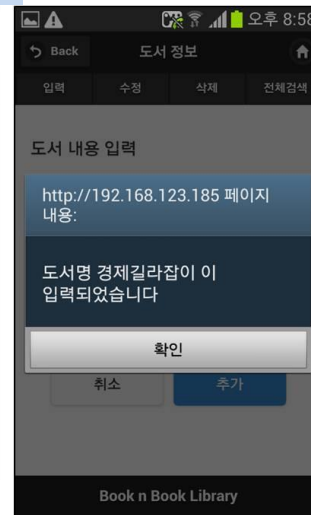 오후 8:58
Back 도서 정보
입력 수정 삭제 전체검색
도서 내용 입력
http://192.168.123.185 페이지
내용:
도서명 경제길라잡이 이
입력되었습니다
확인
취소 추가
Book n Book Library